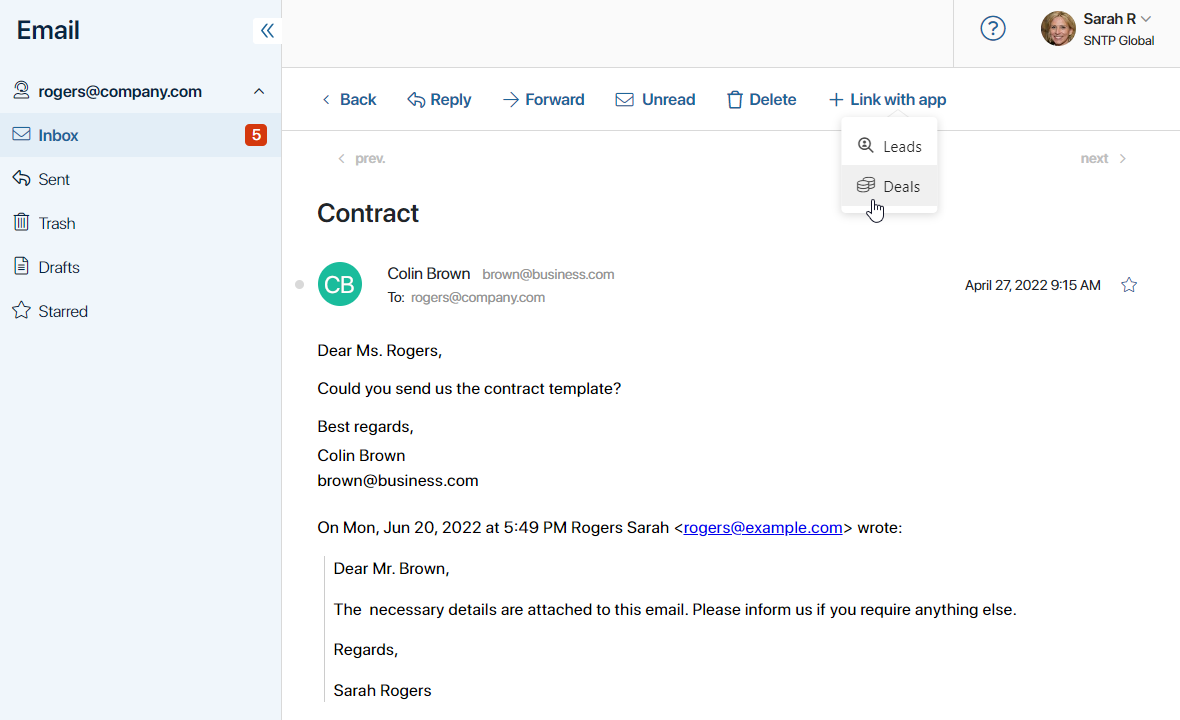 Email
Sarah R
SNTP Global
rogers@company.com
Inbox 5
Sent
Trash
Drafts
Starred
Back Reply Forward Unread Delete Link with app
Leads
Deals
prev. next
Contract
CB
Colin Brown brown@business.com
To: rogers@company.com
April 27, 2022 9:15 AM
Dear Ms. Rogers,
Could you send us the contract template?
Best regards,
Colin Brown
brown@business.com
On Mon, Jun 20, 2022 at 5:49 PM Rogers Sarah <rogers@example.com> wrote:
Dear Mr. Brown,
The necessary details are attached to this email. Please inform us if you require anything else.
Regards,
Sarah Rogers